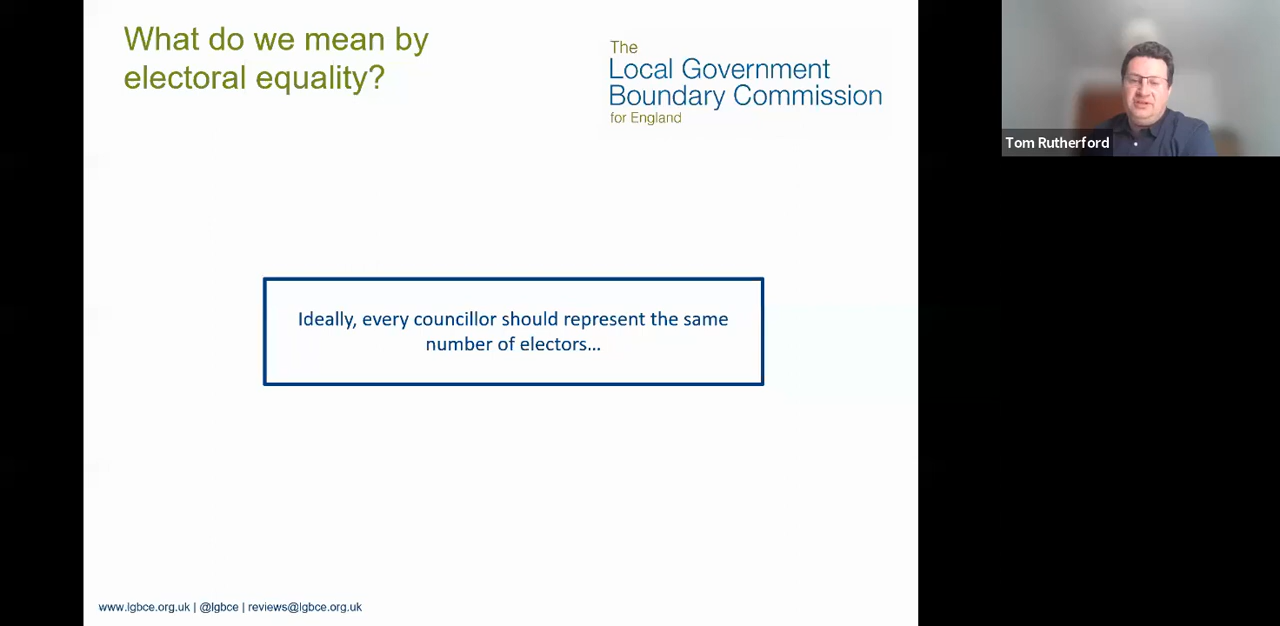 What do we mean by
electoral equality?
The
Local Government
Boundary Commission
for England
Tom Rutherford
Ideally, every councillor should represent the same
number of electors…
www.lgbce.org.uk | @lgbce | reviews@lgbce.org.uk